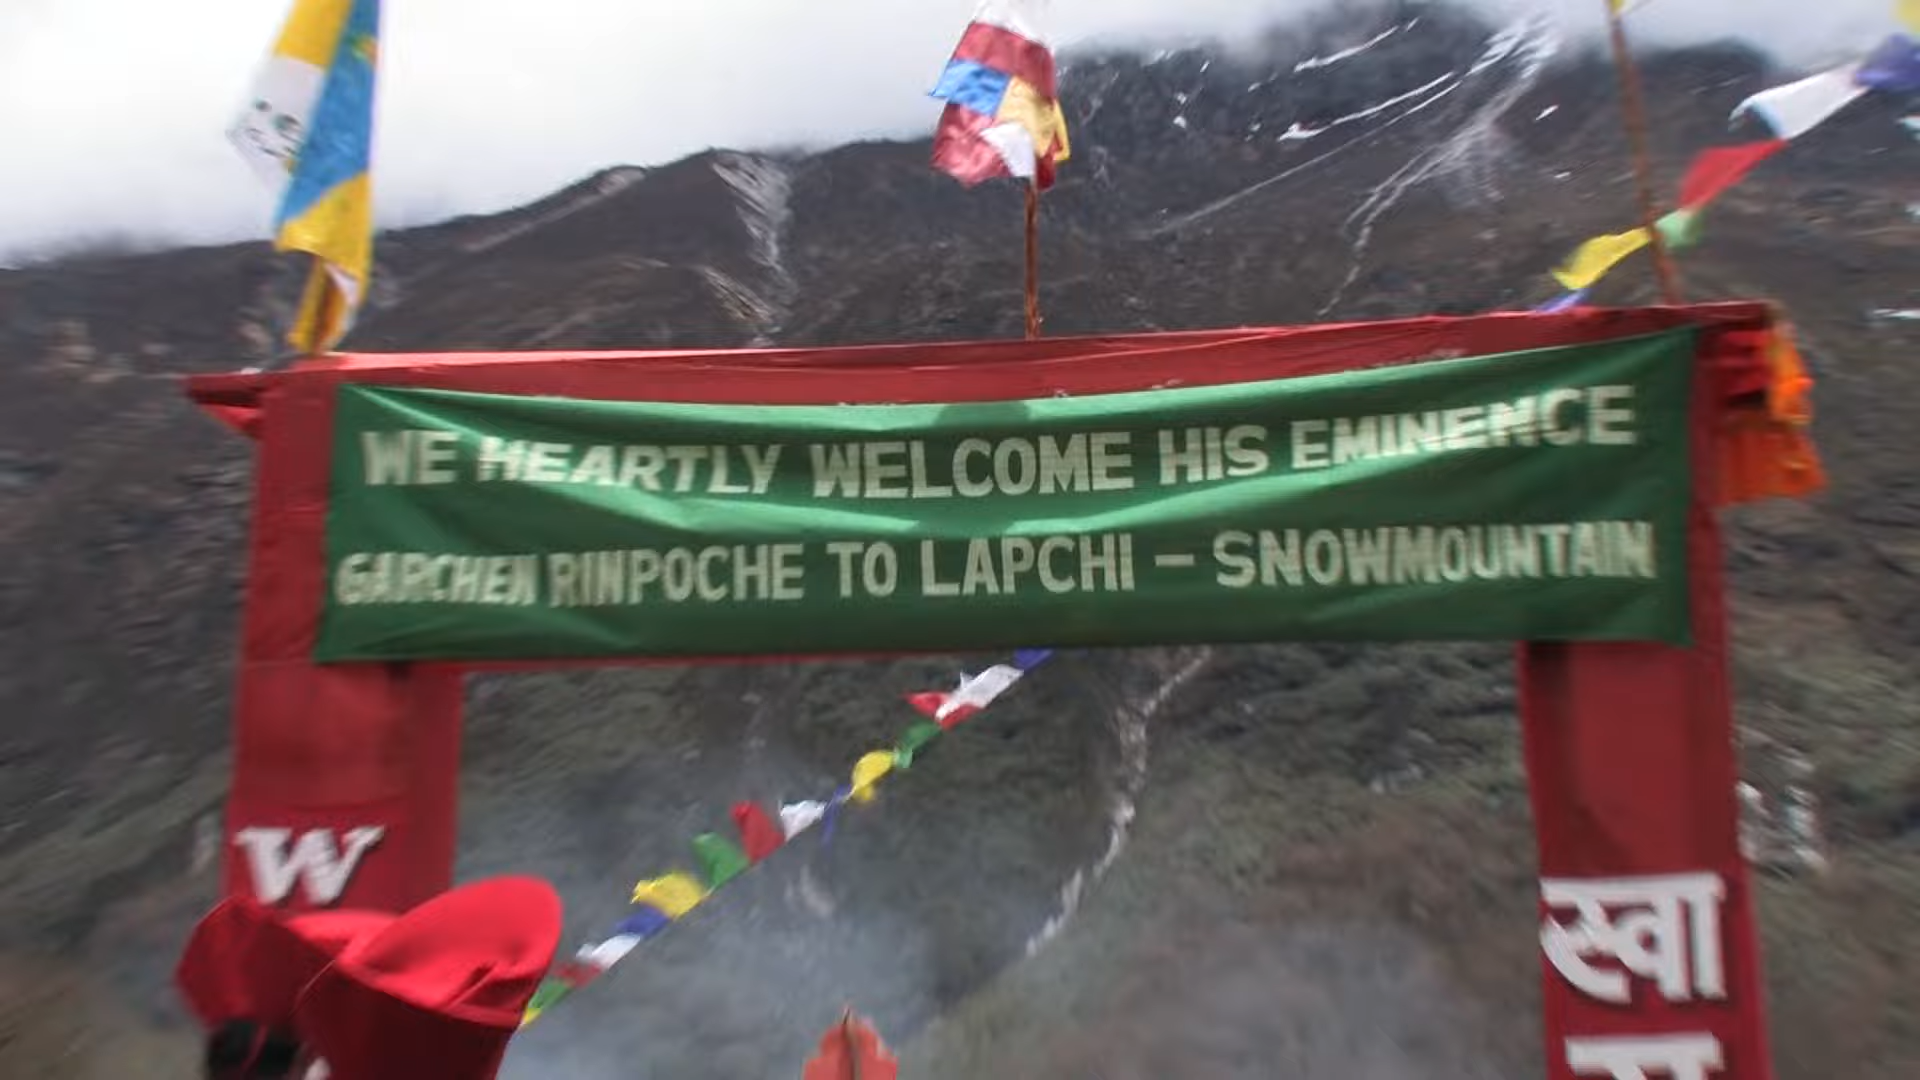 WE HEARTLY WELCOME HIS EMINENCE
GARCHEN RINPOCHE TO LAPCHI – SNOWMOUNTAIN
W
स्वा